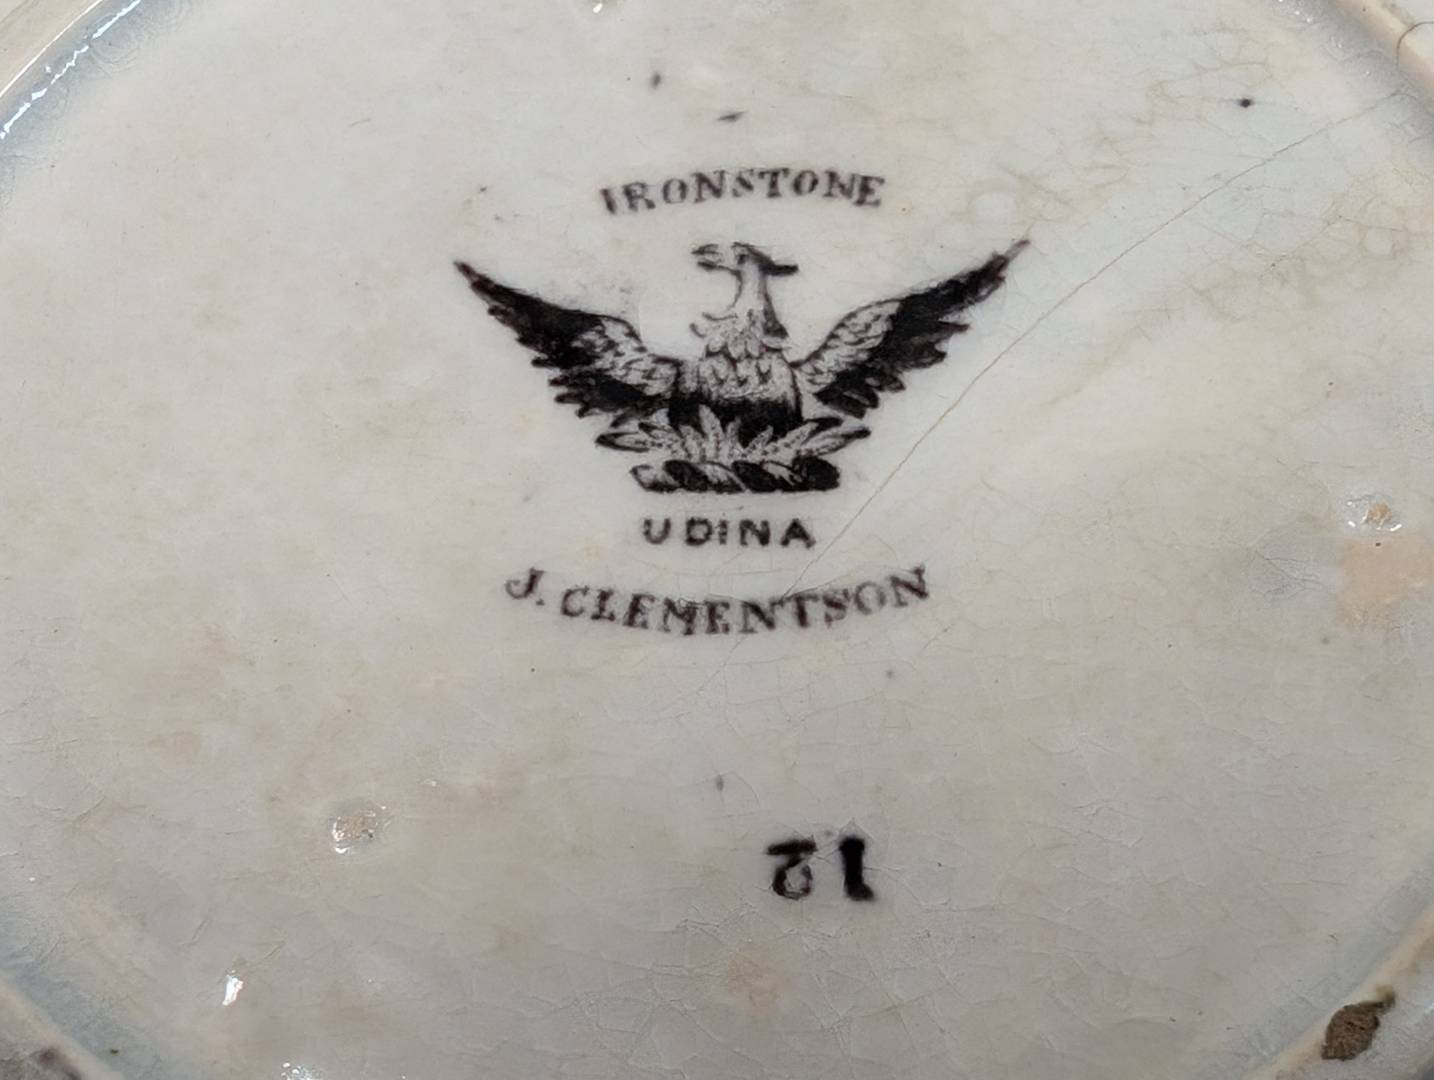 IRONSTONE
UDINA
J. CLEMENTSON
12